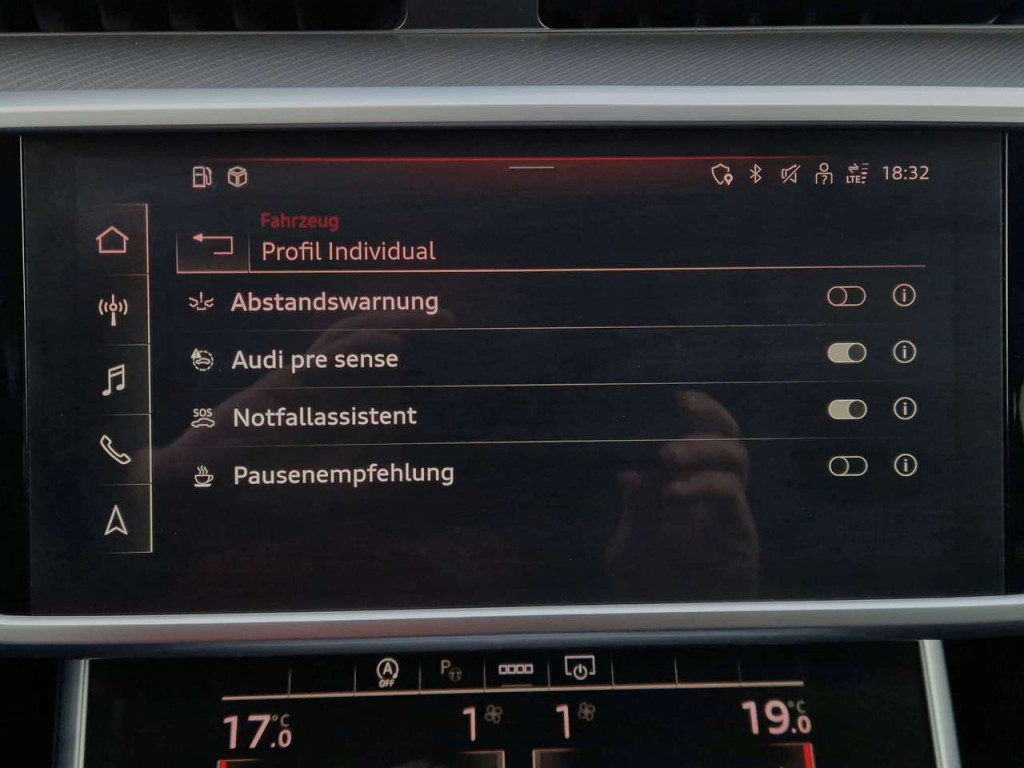 LTE
18:32
Fahrzeug
Profil Individual
Abstandswarnung
Audi pre sense
SOS
Notfallassistent
Pausenempfehlung
A
OFF
P
17.0 °C
1
1
19.0 °C